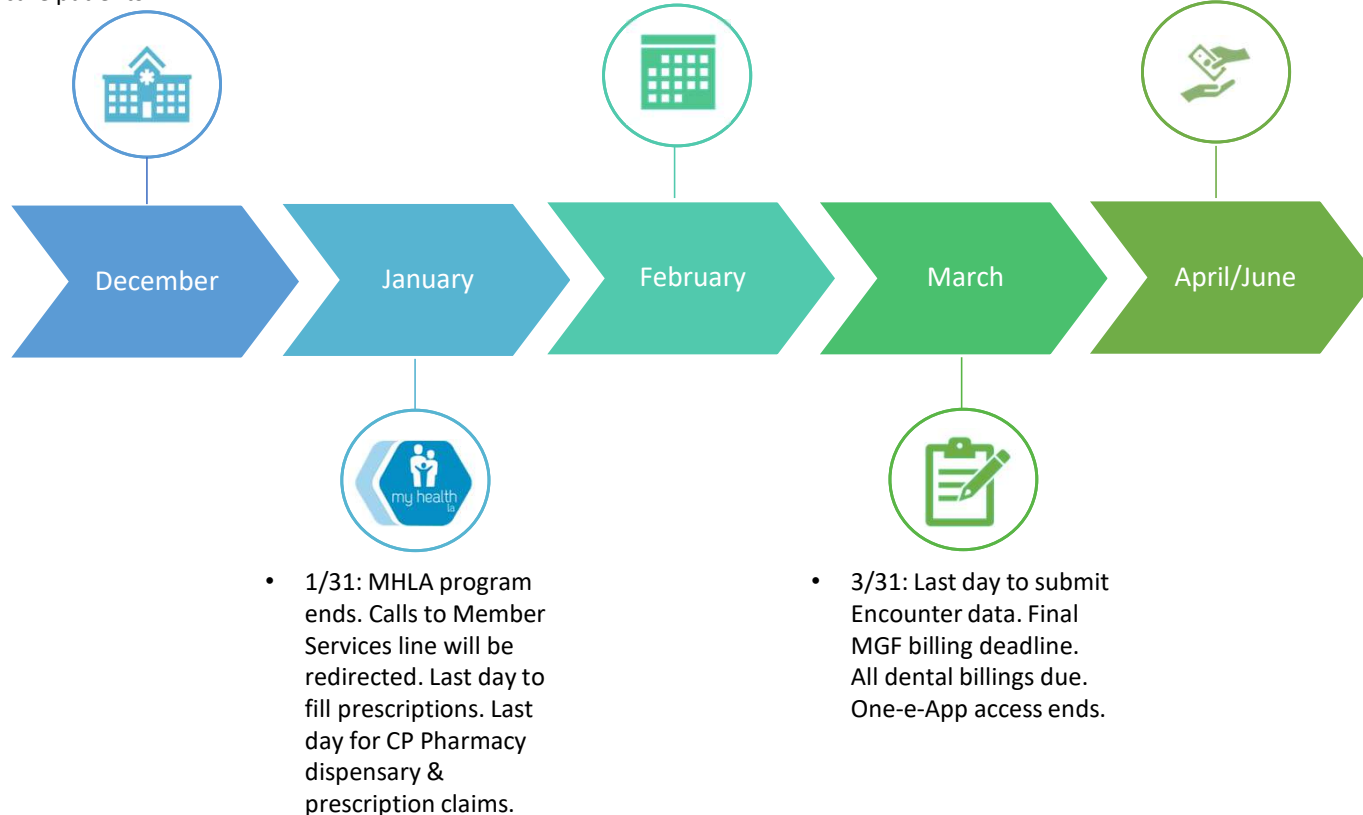 December
January
February
March
April/June
my health
la
• 1/31: MHLA program
ends. Calls to Member
Services line will be
redirected. Last day to
fill prescriptions. Last
day for CP Pharmacy
dispensary &
prescription claims.
• 3/31: Last day to submit
Encounter data. Final
MGF billing deadline.
All dental billings due.
One-e-App access ends.